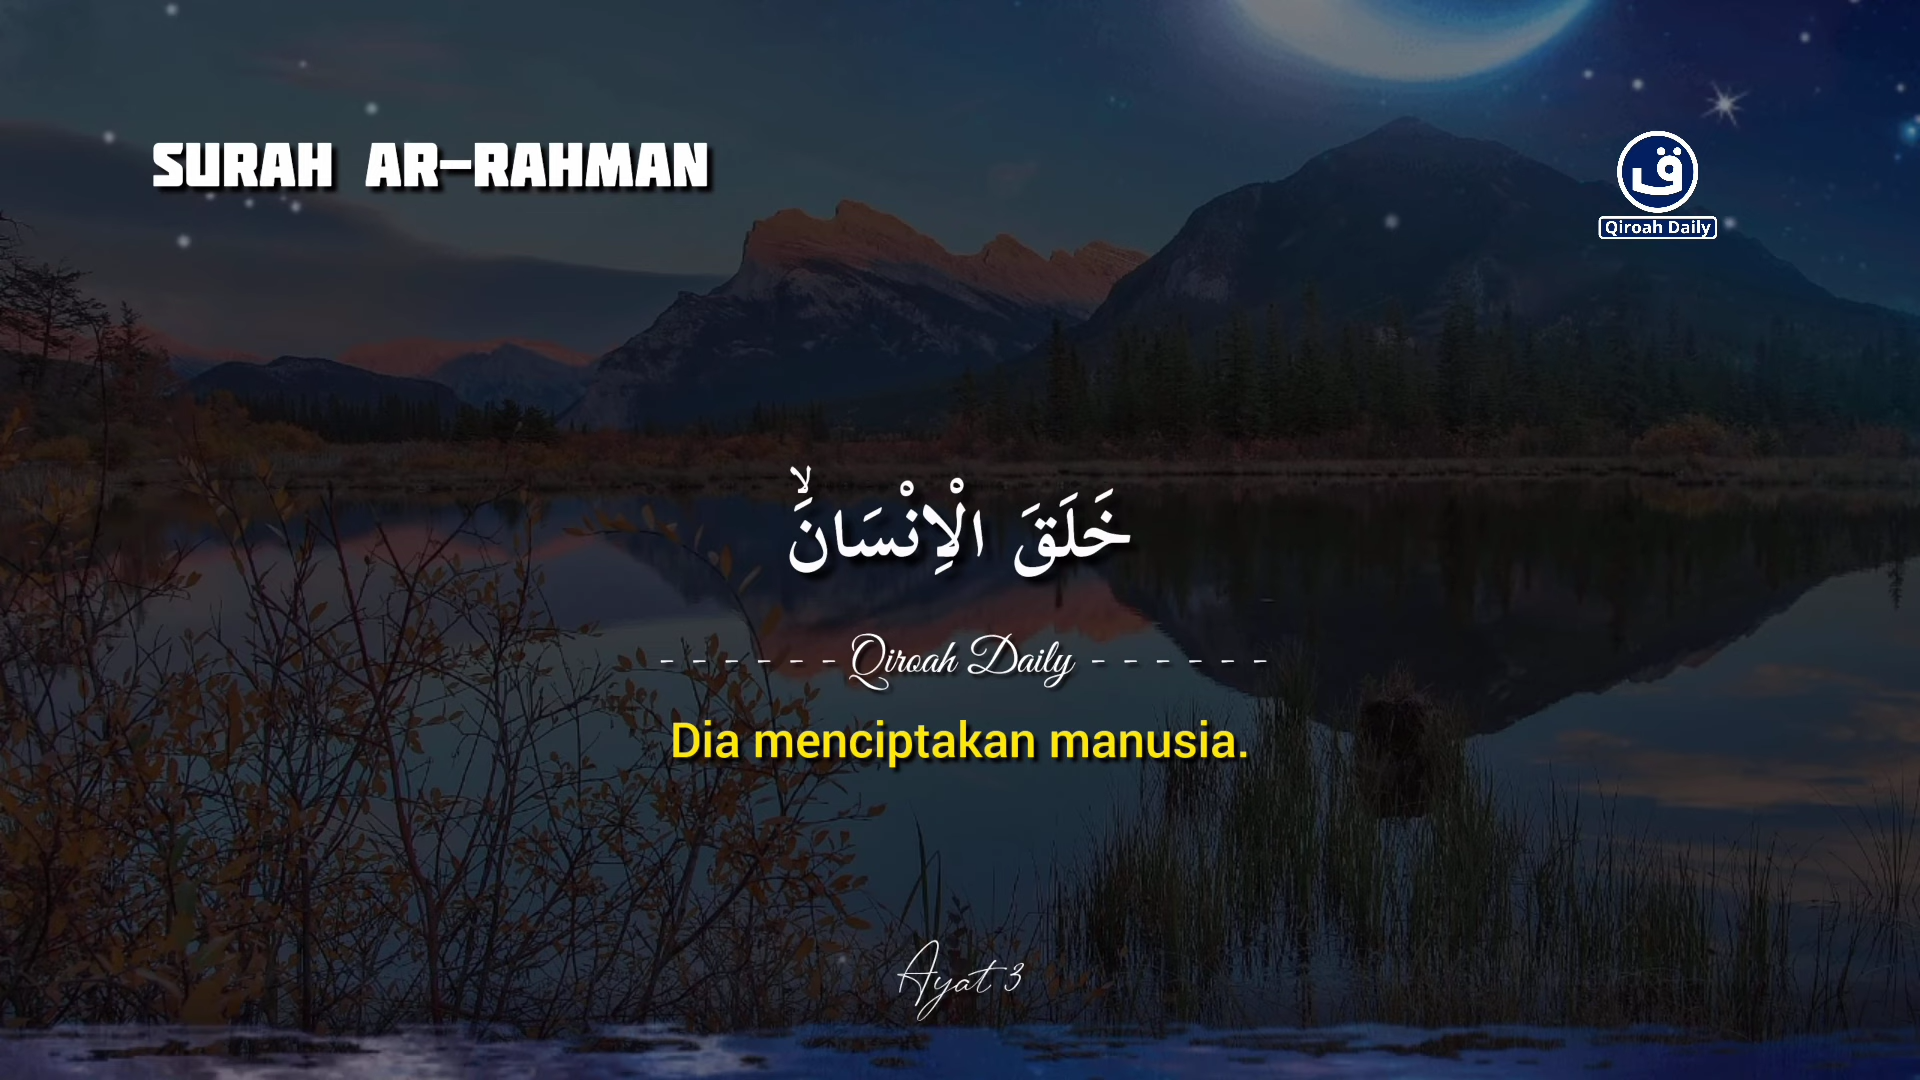 SURAH AR-RAHMAN
ق
Qiroah Daily
خَلَقَ الْاِنْسَانَۙ
- - - - - - Qiroah Daily - - - - - -
Dia menciptakan manusia.
Ayat 3